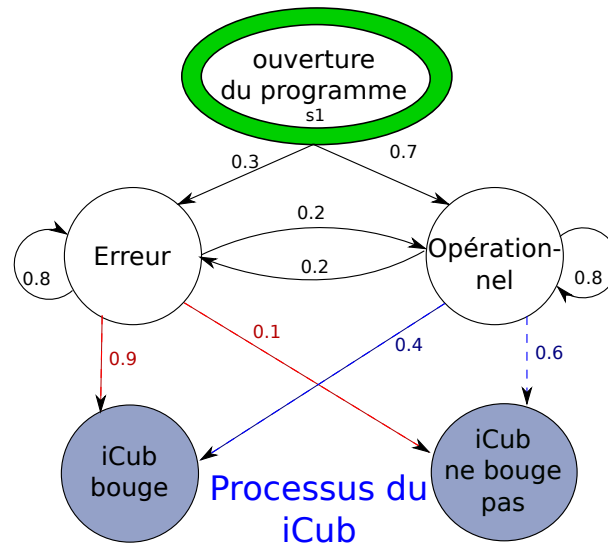 ouverture
du programme
s1
0.3
0.7
0.2
Erreur
Opération-
nel
0.2
0.8
0.8
0.9
0.1
0.4
0.6
iCub
bouge
iCub
ne bouge
pas
Processus du
iCub